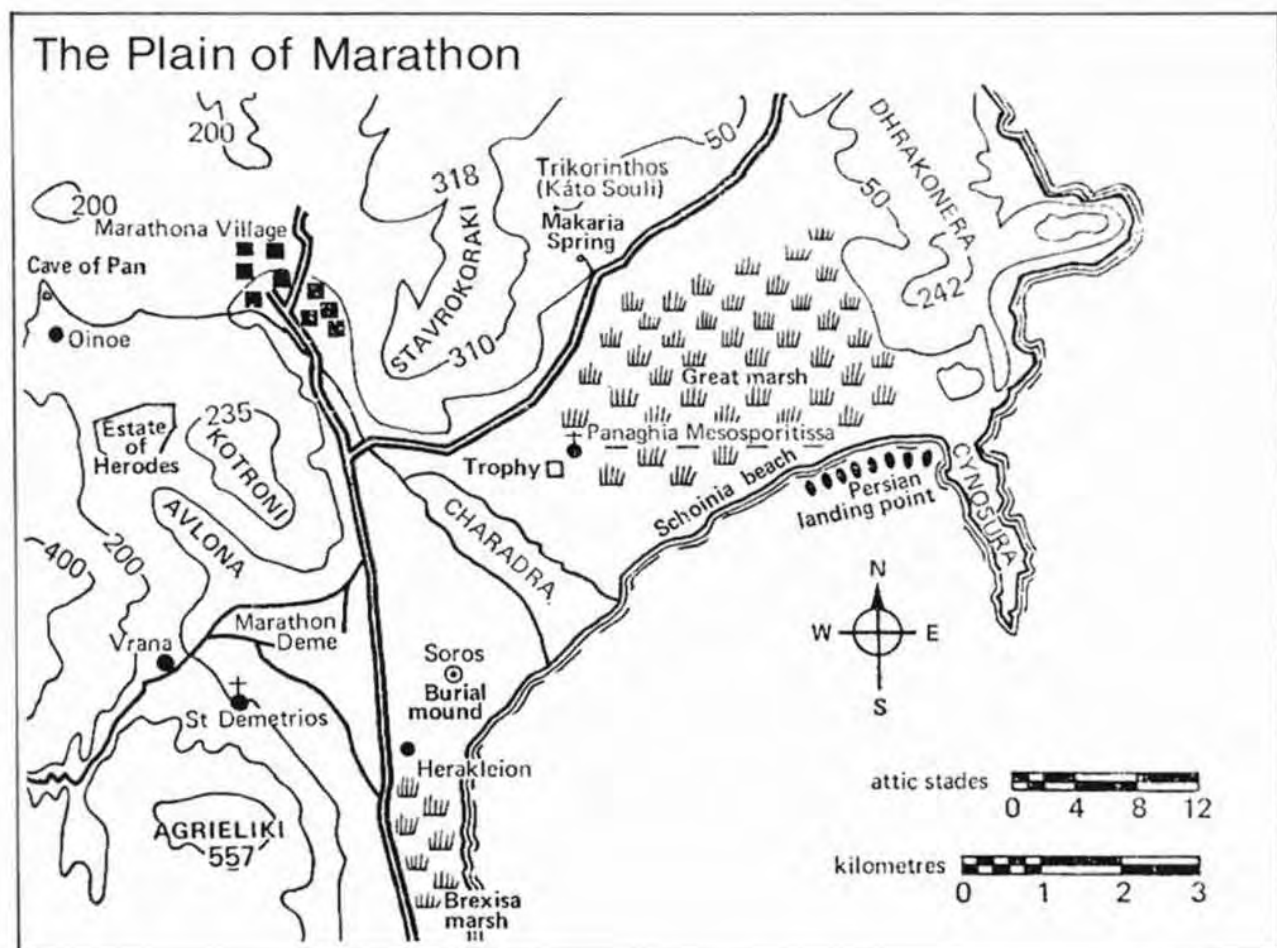 The Plain of Marathon
200
200
Marathona Village
Cave of Pan
Oinoe
318
STAVROKORAKI
310
Trikorinthos
(Káto Souli)
Makaria
Spring
50
DHRAKONERA
50
242
Great marsh
Panaghia Mesosporitissa
Trophy
Estate
of
Herodes
235
KOTRONI
AVLONA
200
400
CHARADRA
Schoinia beach
Persian
landing point
CYNOSURA
N
W
E
S
Marathon
Deme
Vrana
St Demetrios
Soros
Burial
mound
Herakleion
AGRIELIKI
557
Brexisa
marsh
attic stades
0 4 8 12
kilometres
0 1 2 3